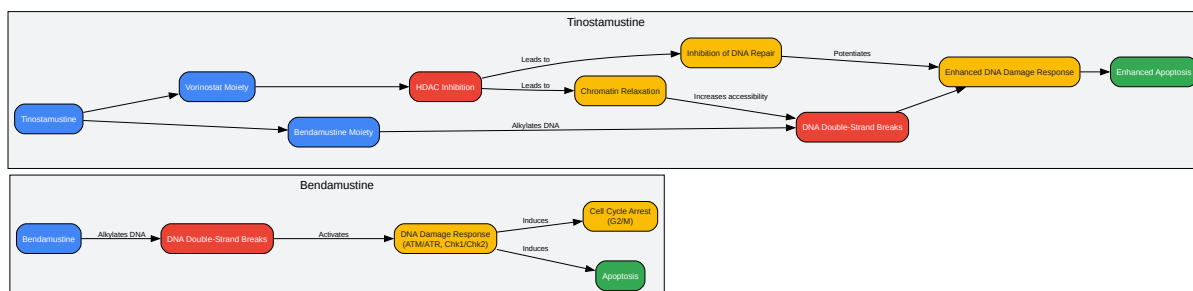 Tinostamustine
Inhibition of DNA Repair
Leads to
Potentiates
Vorinostat Moiety
HDAC Inhibition
Enhanced DNA Damage Response
Enhanced Apoptosis
Leads to
Chromatin Relaxation
Increases accessibility
Tinostamustine
Bendamustine Moiety
Alkylates DNA
DNA Double-Strand Breaks
Bendamustine
Bendamustine
Alkylates DNA
DNA Double-Strand Breaks
Activates
DNA Damage Response
(ATM/ATR, Chk1/Chk2)
Induces
Cell Cycle Arrest
(G2/M)
Induces
Apoptosis